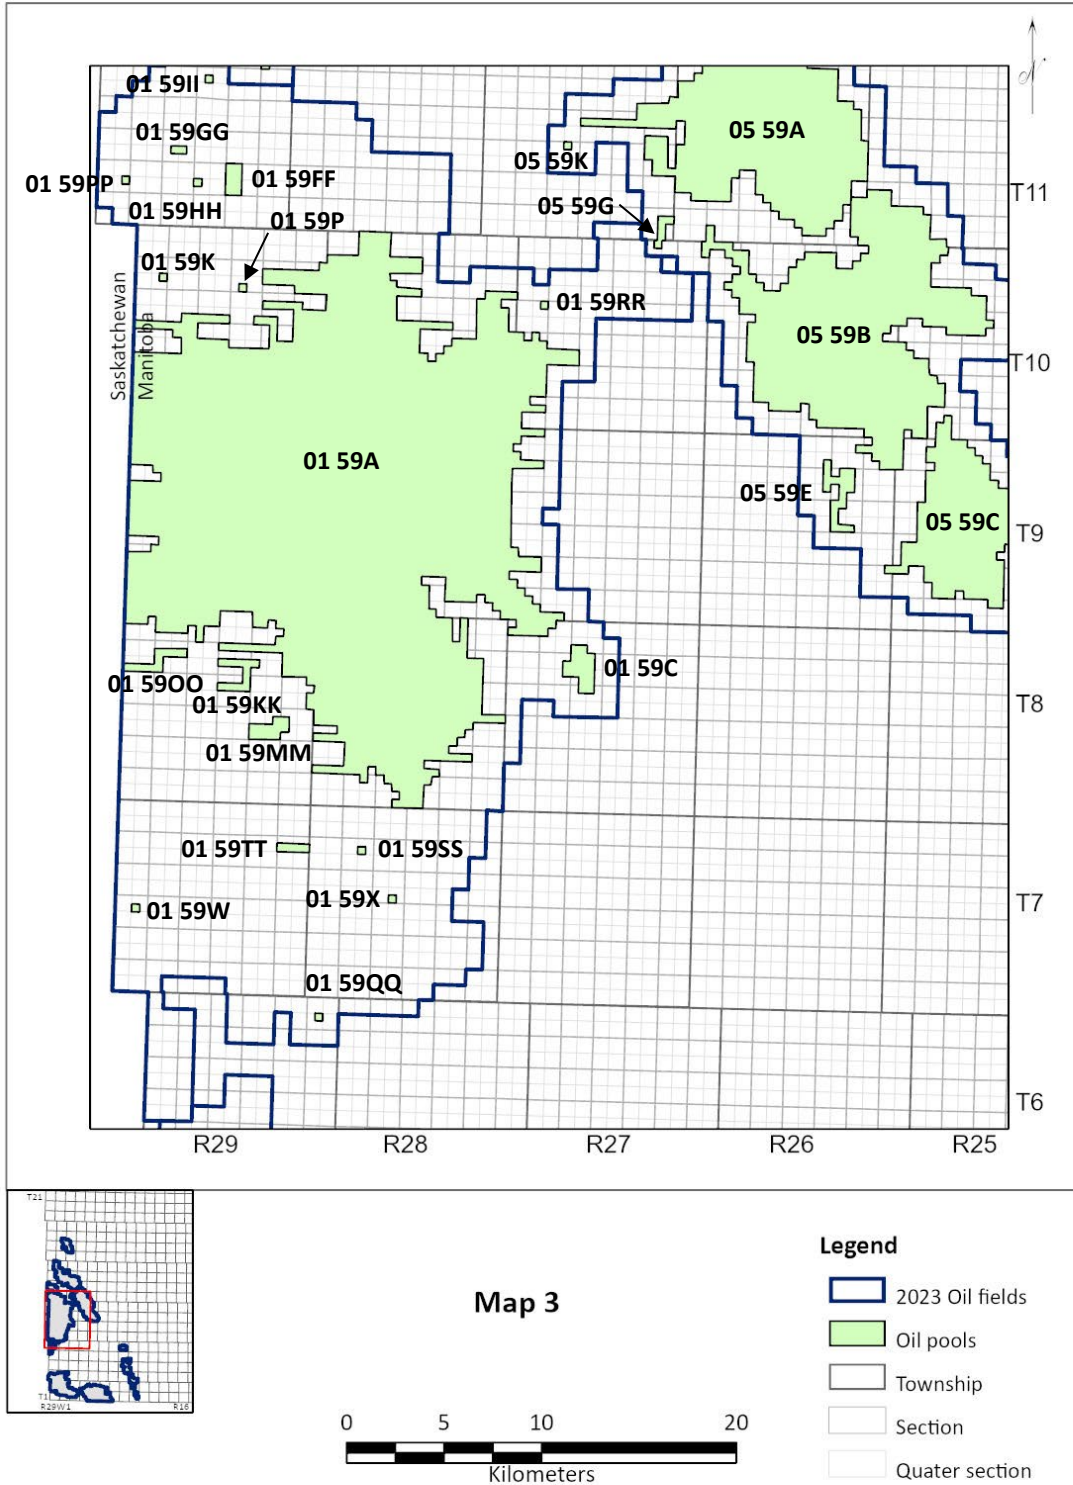 N
01 59II
05 59A
01 59GG
05 59K
01 59PP
01 59FF
T11
01 59HH
05 59G
01 59P
01 59K
Saskatchewan
Manitoba
01 59RR
05 59B
T10
01 59A
05 59E
05 59C
T9
01 59C
01 59OO
01 59KK
T8
01 59MM
01 59TT
01 59SS
01 59X
01 59W
T7
01 59QQ
T6
R29
R28
R27
R26
R25
T21
T1
R29W1
R16
Map 3
0 5 10 20
Kilometers
Legend
2023 Oil fields
Oil pools
Township
Section
Quater section